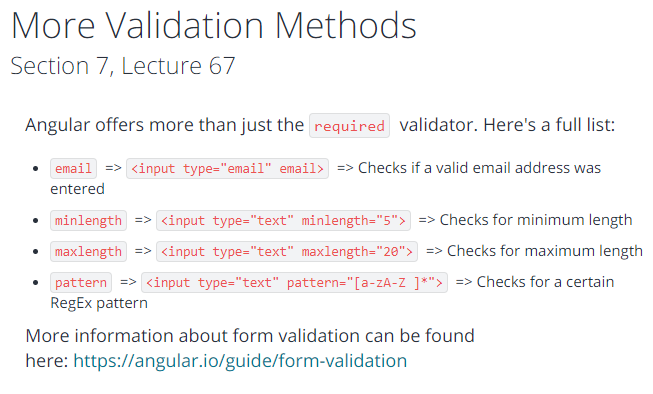 More Validation Methods
Section 7, Lecture 67
Angular offers more than just the required validator. Here's a full list:
• email => <input type="email" email> => Checks if a valid email address was
entered
• minlength => <input type="text" minlength="5"> => Checks for minimum length
• maxlength => <input type="text" maxlength="20"> => Checks for maximum length
• pattern => <input type="text" pattern="[a-zA-Z ]*"> => Checks for a certain
RegEx pattern
More information about form validation can be found
here: https://angular.io/guide/form-validation